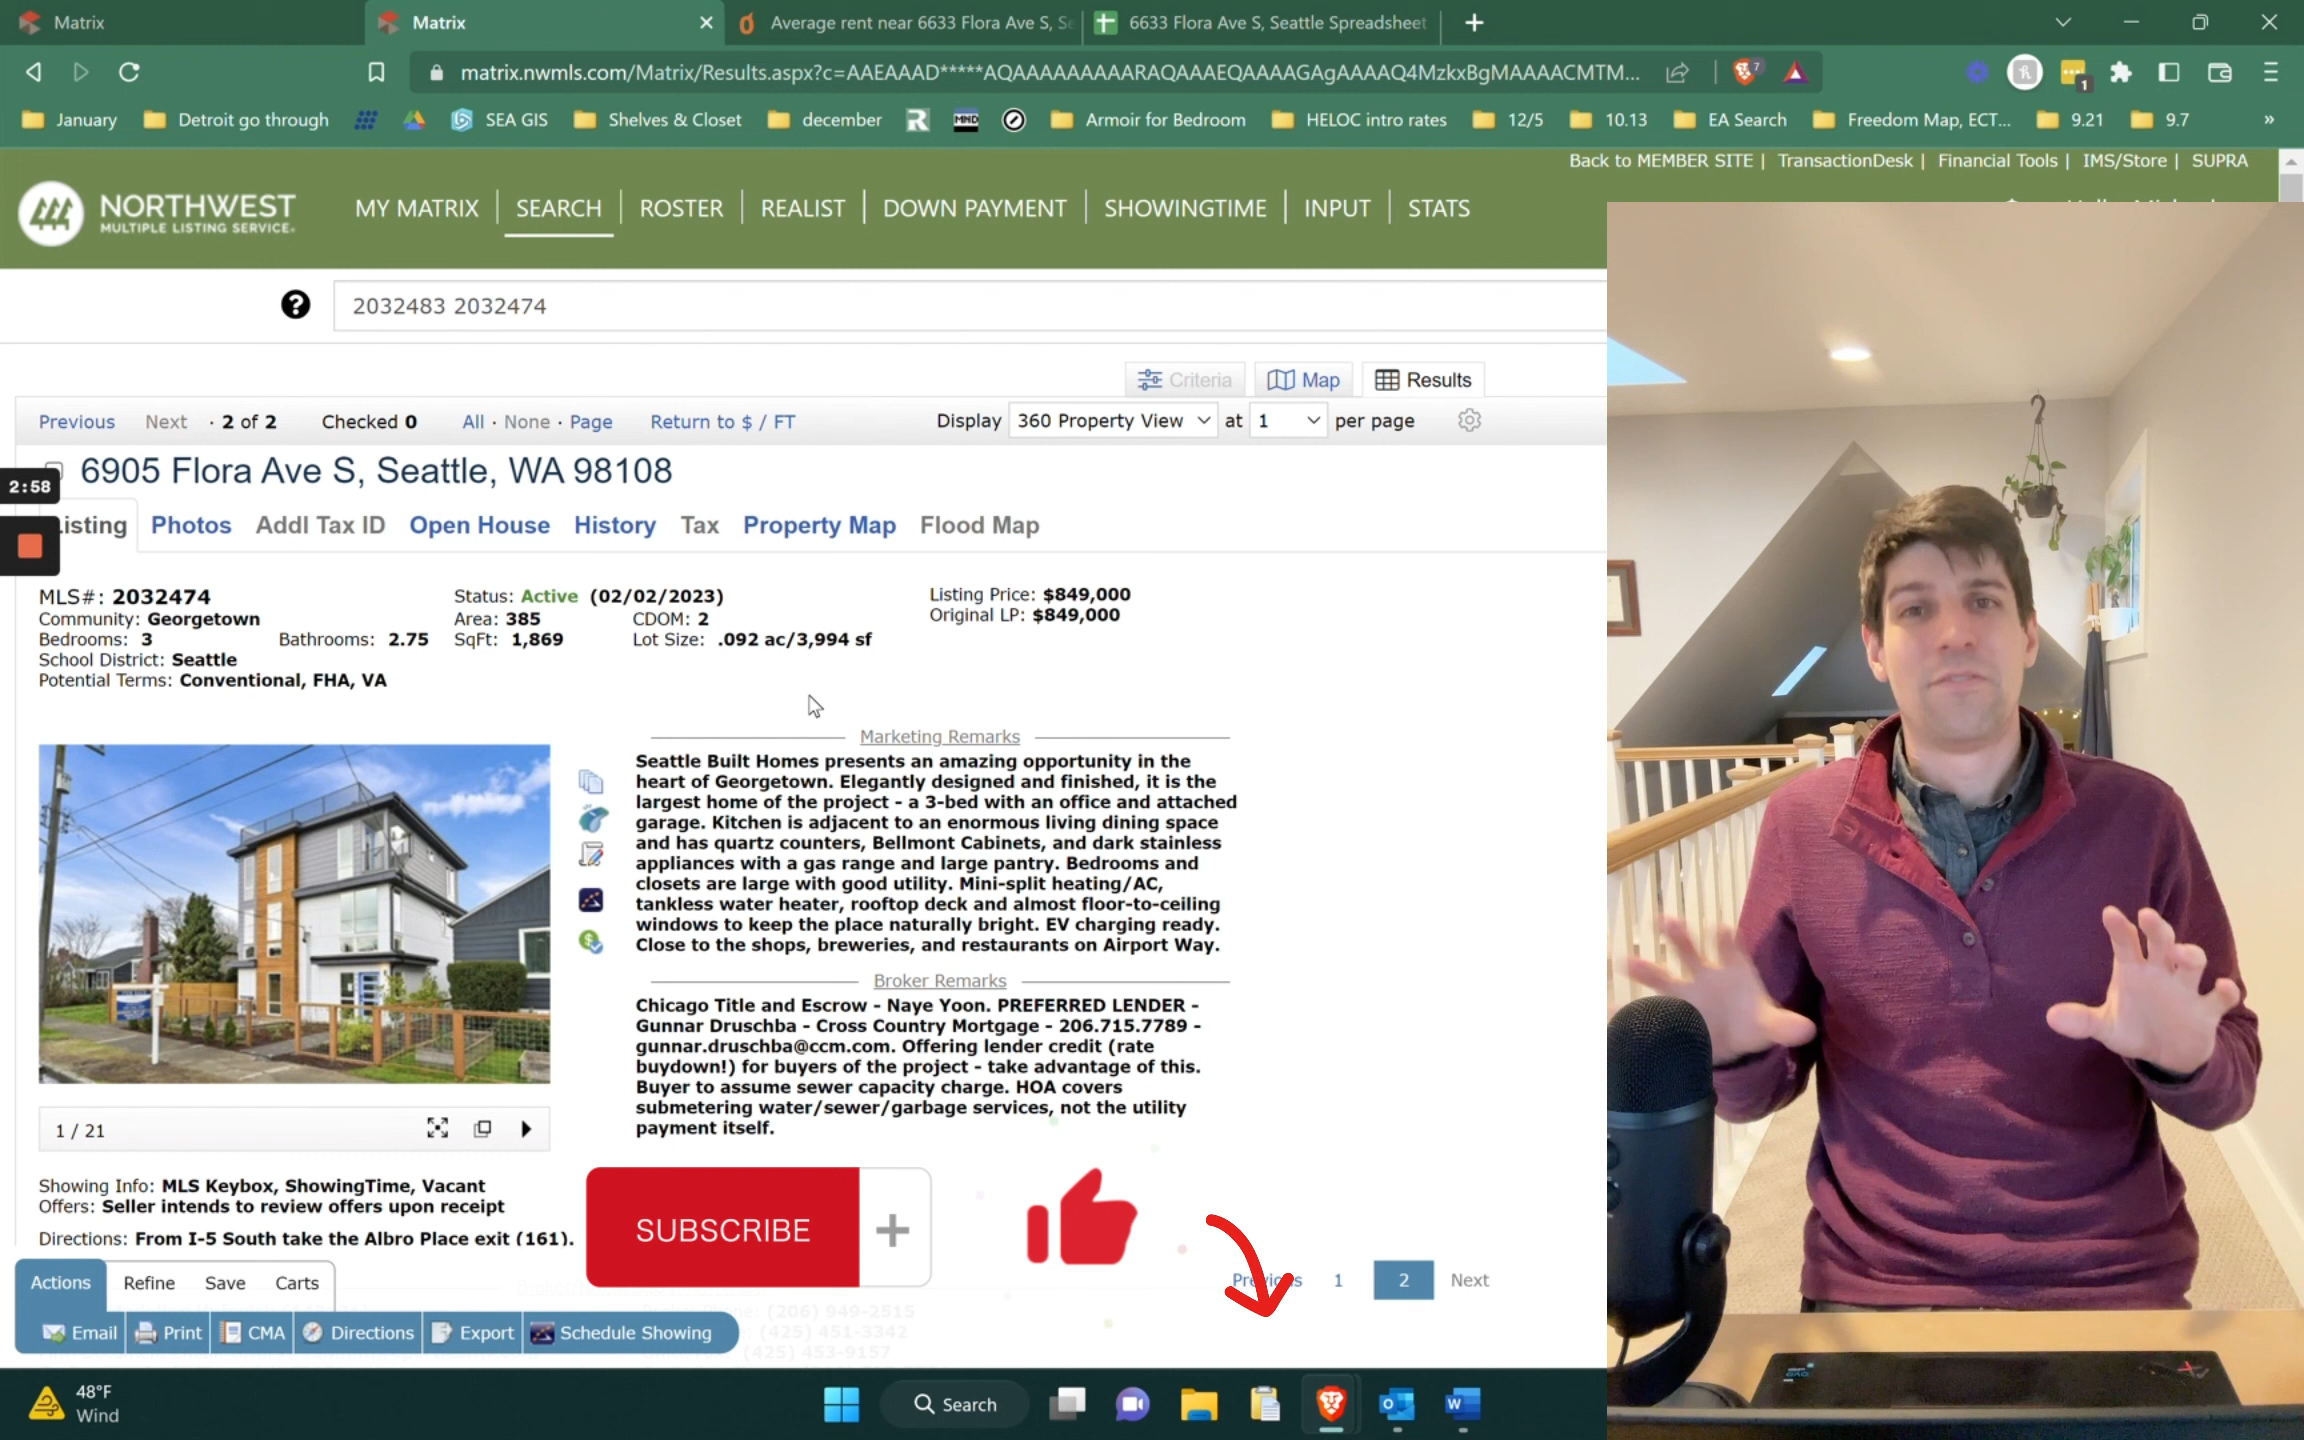 Matrix
Matrix
Average rent near 6633 Flora Ave S, Se
6633 Flora Ave S, Seattle Spreadsheet
matrix.nwmls.com/Matrix/Results.aspx?c=AAEAAAD*****AQAAAAAAAAARAQAAAEQAAAAGAgAAAAQ4MzkxBgMAAAACMTM...
7
1
January
Detroit go through
SEA GIS
Shelves & Closet
december
R
MND
Armoir for Bedroom
HELOC intro rates
12/5
10.13
EA Search
Freedom Map, ECT...
9.21
9.7
»
Back to MEMBER SITE | TransactionDesk | Financial Tools | IMS/Store | SUPRA
NORTHWEST
MULTIPLE LISTING SERVICE.
MY MATRIX
SEARCH
ROSTER
REALIST
DOWN PAYMENT
SHOWINGTIME
INPUT
STATS
2032483 2032474
Criteria
Map
Results
Previous Next · 2 of 2 Checked 0 All · None · Page Return to $ / FT
Display 360 Property View at 1 per page
6905 Flora Ave S, Seattle, WA 98108
2:58
isting Photos Addl Tax ID Open House History Tax Property Map Flood Map
MLS#: 2032474 Status: Active (02/02/2023) Listing Price: $849,000
Community: Georgetown Area: 385 CDOM: 2 Original LP: $849,000
Bedrooms: 3 Bathrooms: 2.75 SqFt: 1,869 Lot Size: .092 ac/3,994 sf
School District: Seattle
Potential Terms: Conventional, FHA, VA
Marketing Remarks
Seattle Built Homes presents an amazing opportunity in the
heart of Georgetown. Elegantly designed and finished, it is the
largest home of the project - a 3-bed with an office and attached
garage. Kitchen is adjacent to an enormous living dining space
and has quartz counters, Bellmont Cabinets, and dark stainless
appliances with a gas range and large pantry. Bedrooms and
closets are large with good utility. Mini-split heating/AC,
tankless water heater, rooftop deck and almost floor-to-ceiling
windows to keep the place naturally bright. EV charging ready.
Close to the shops, breweries, and restaurants on Airport Way.
Broker Remarks
Chicago Title and Escrow - Naye Yoon. PREFERRED LENDER -
Gunnar Druschba - Cross Country Mortgage - 206.715.7789 -
gunnar.druschba@ccm.com. Offering lender credit (rate
buydown!) for buyers of the project - take advantage of this.
Buyer to assume sewer capacity charge. HOA covers
submetering water/sewer/garbage services, not the utility
payment itself.
1 / 21
Showing Info: MLS Keybox, ShowingTime, Vacant
Offers: Seller intends to review offers upon receipt
Directions: From I-5 South take the Albro Place exit (161).
SUBSCRIBE +
Previous 1 2 Next
Actions Refine Save Carts
(206) 949-2515
(425) 451-3342
(425) 453-9157
Email Print CMA Directions Export Schedule Showing
48°F
Wind
Search